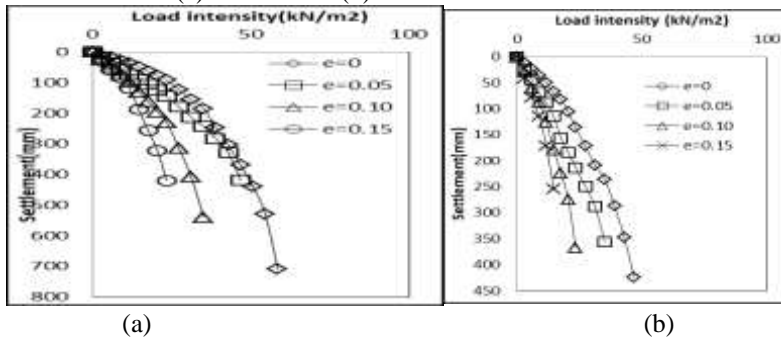 (a) (b)
Load intensity(kN/m2)
0 50 100
0
100
200
300
400
500
600
700
800
Settlement(mm)
e=0
e=0.05
e=0.10
e=0.15
Load intensity (kN/m2)
0 50 100
0
50
100
150
200
250
300
350
400
450
Settlement(mm)
e=0
e=0.05
e=0.10
e=0.15
(a) (b)